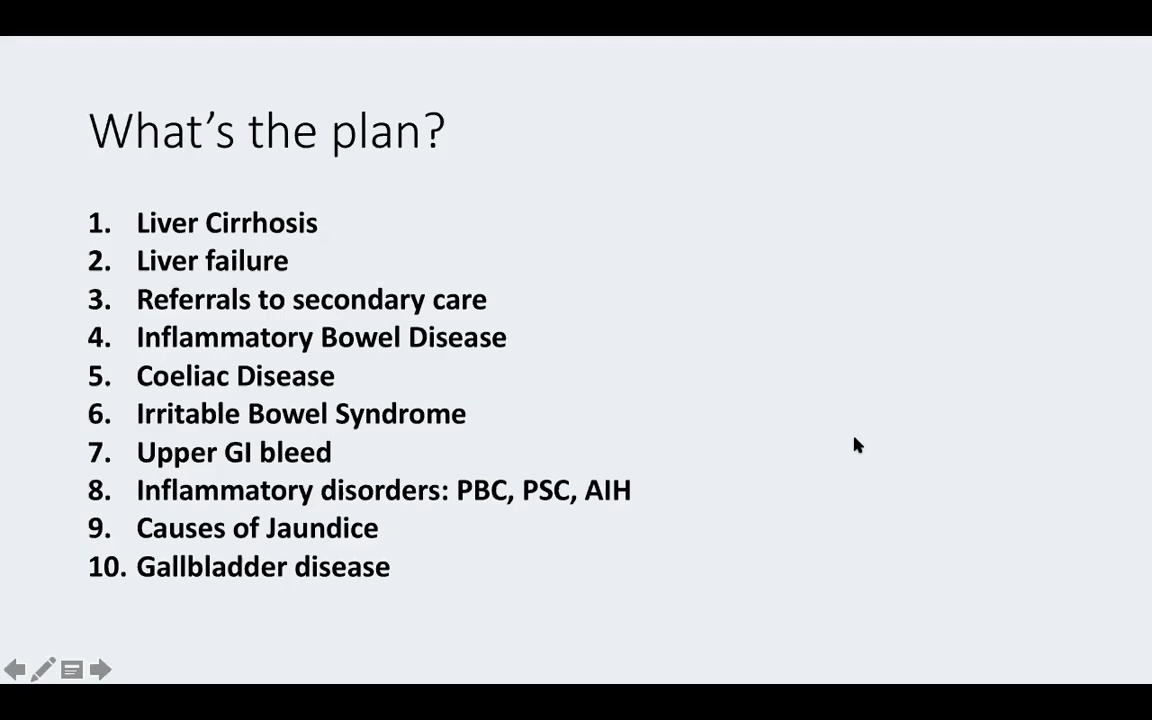 What’s the plan?
1. Liver Cirrhosis
2. Liver failure
3. Referrals to secondary care
4. Inflammatory Bowel Disease
5. Coeliac Disease
6. Irritable Bowel Syndrome
7. Upper GI bleed
8. Inflammatory disorders: PBC, PSC, AIH
9. Causes of Jaundice
10. Gallbladder disease